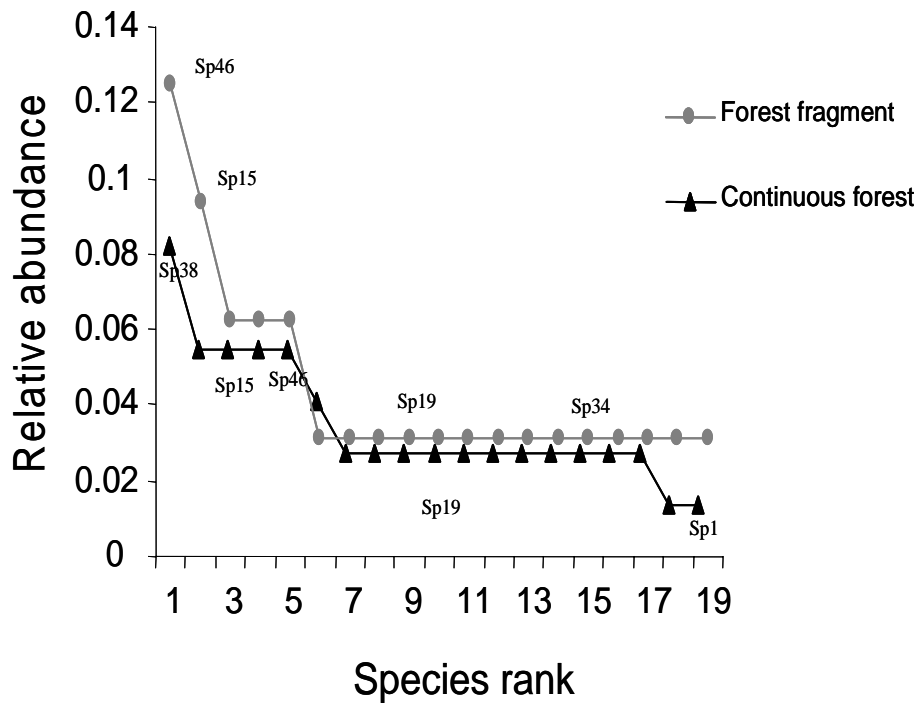 0.14
0.12
0.1
0.08
0.06
0.04
0.02
0
Relative abundance
Sp46
Sp15
Sp38
Sp15
Sp46
Sp19
Sp34
Sp19
Sp1
Forest fragment
Continuous forest
1 3 5 7 9 11 13 15 17 19
Species rank